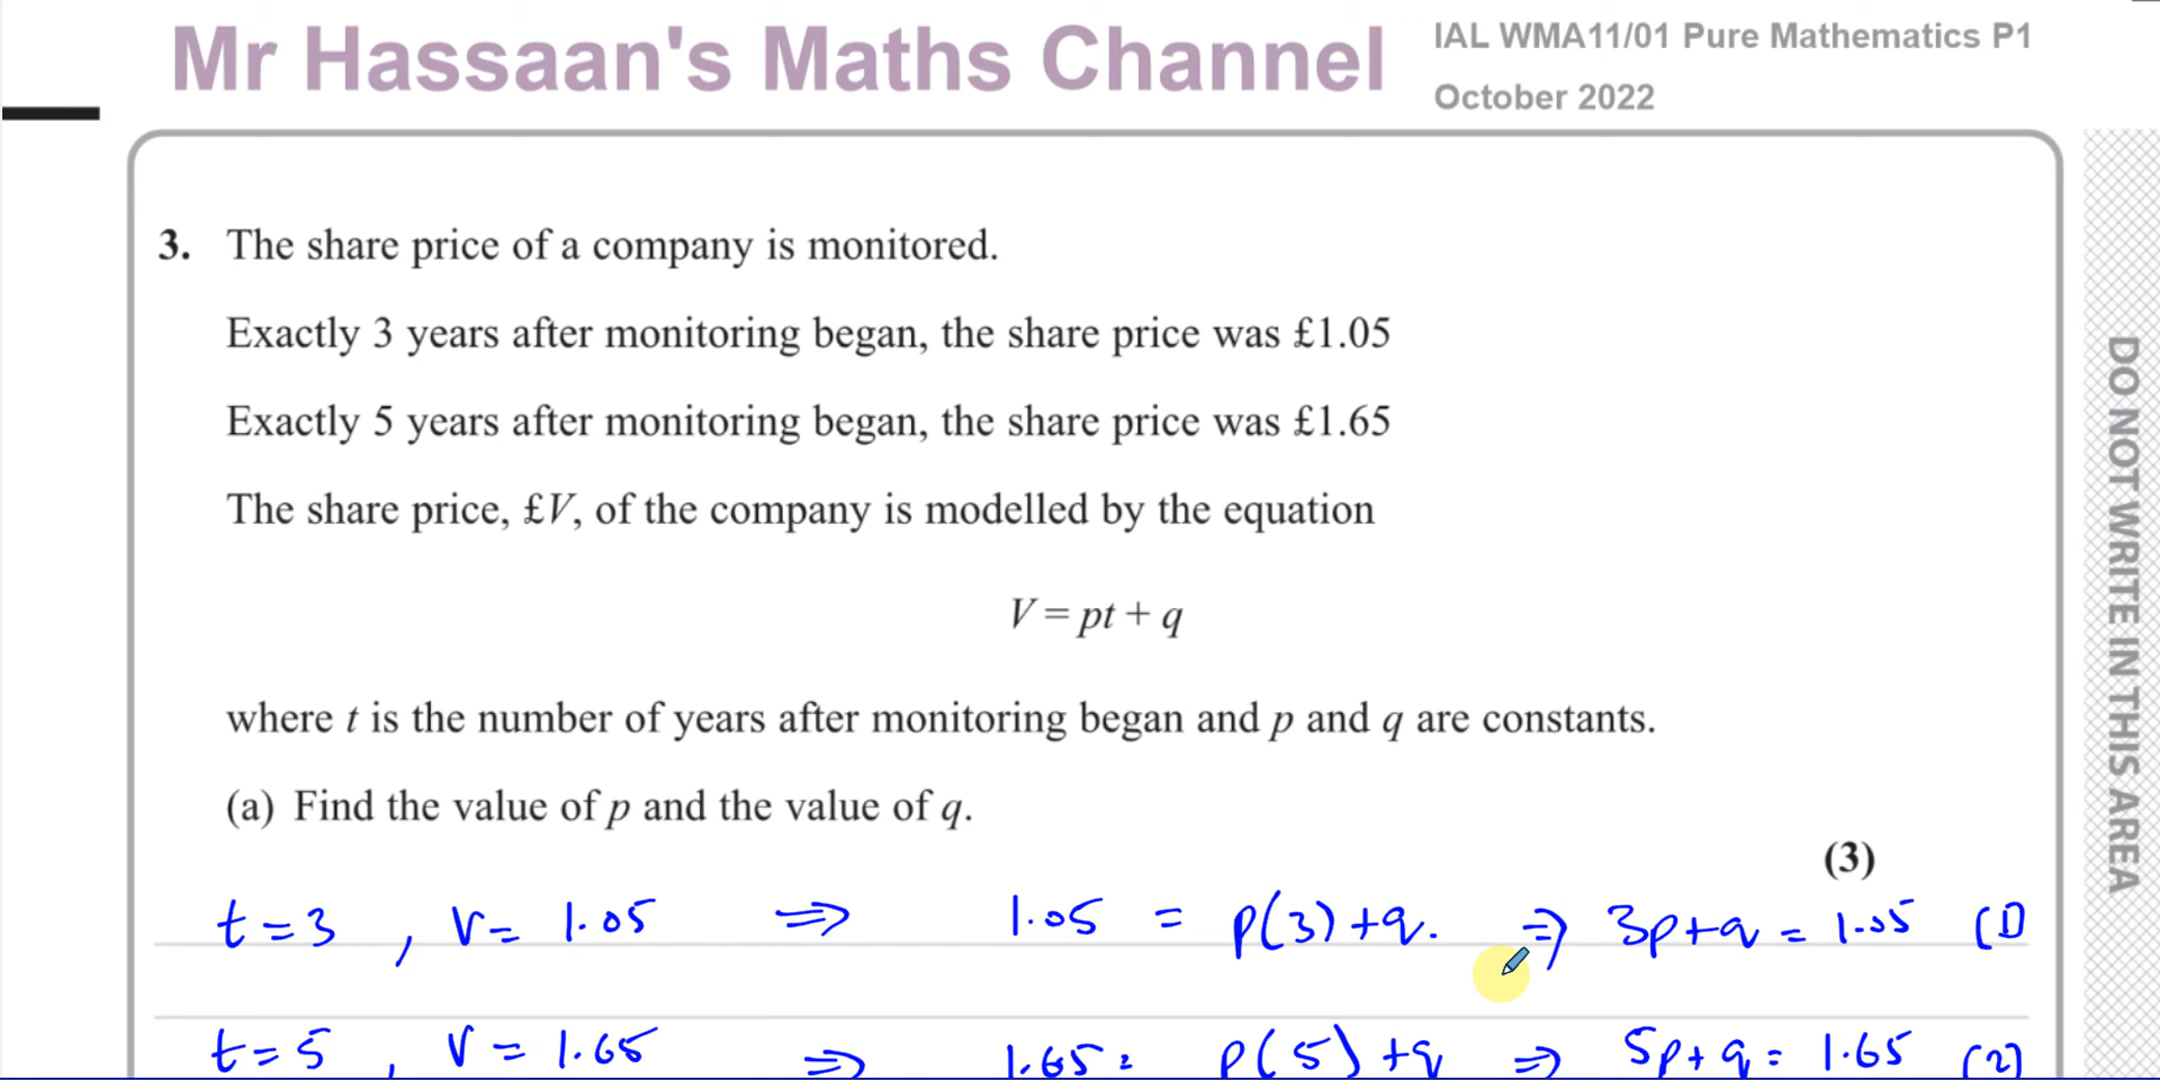 Mr Hassaan's Maths Channel
IAL WMA11/01 Pure Mathematics P1
October 2022
3. The share price of a company is monitored.
Exactly 3 years after monitoring began, the share price was £1.05
Exactly 5 years after monitoring began, the share price was £1.65
The share price, £V, of the company is modelled by the equation
V = pt + q
where t is the number of years after monitoring began and p and q are constants.
(a) Find the value of p and the value of q.
(3)
t = 3 , V = 1.05 ⇒ 1.05 = p(3)+q. ⇒ 3p+q = 1.05 (1)
t = 5 , V = 1.65 ⇒ 1.65 = p(5)+q ⇒ 5p+q = 1.65 (2)
DO NOT WRITE IN THIS AREA